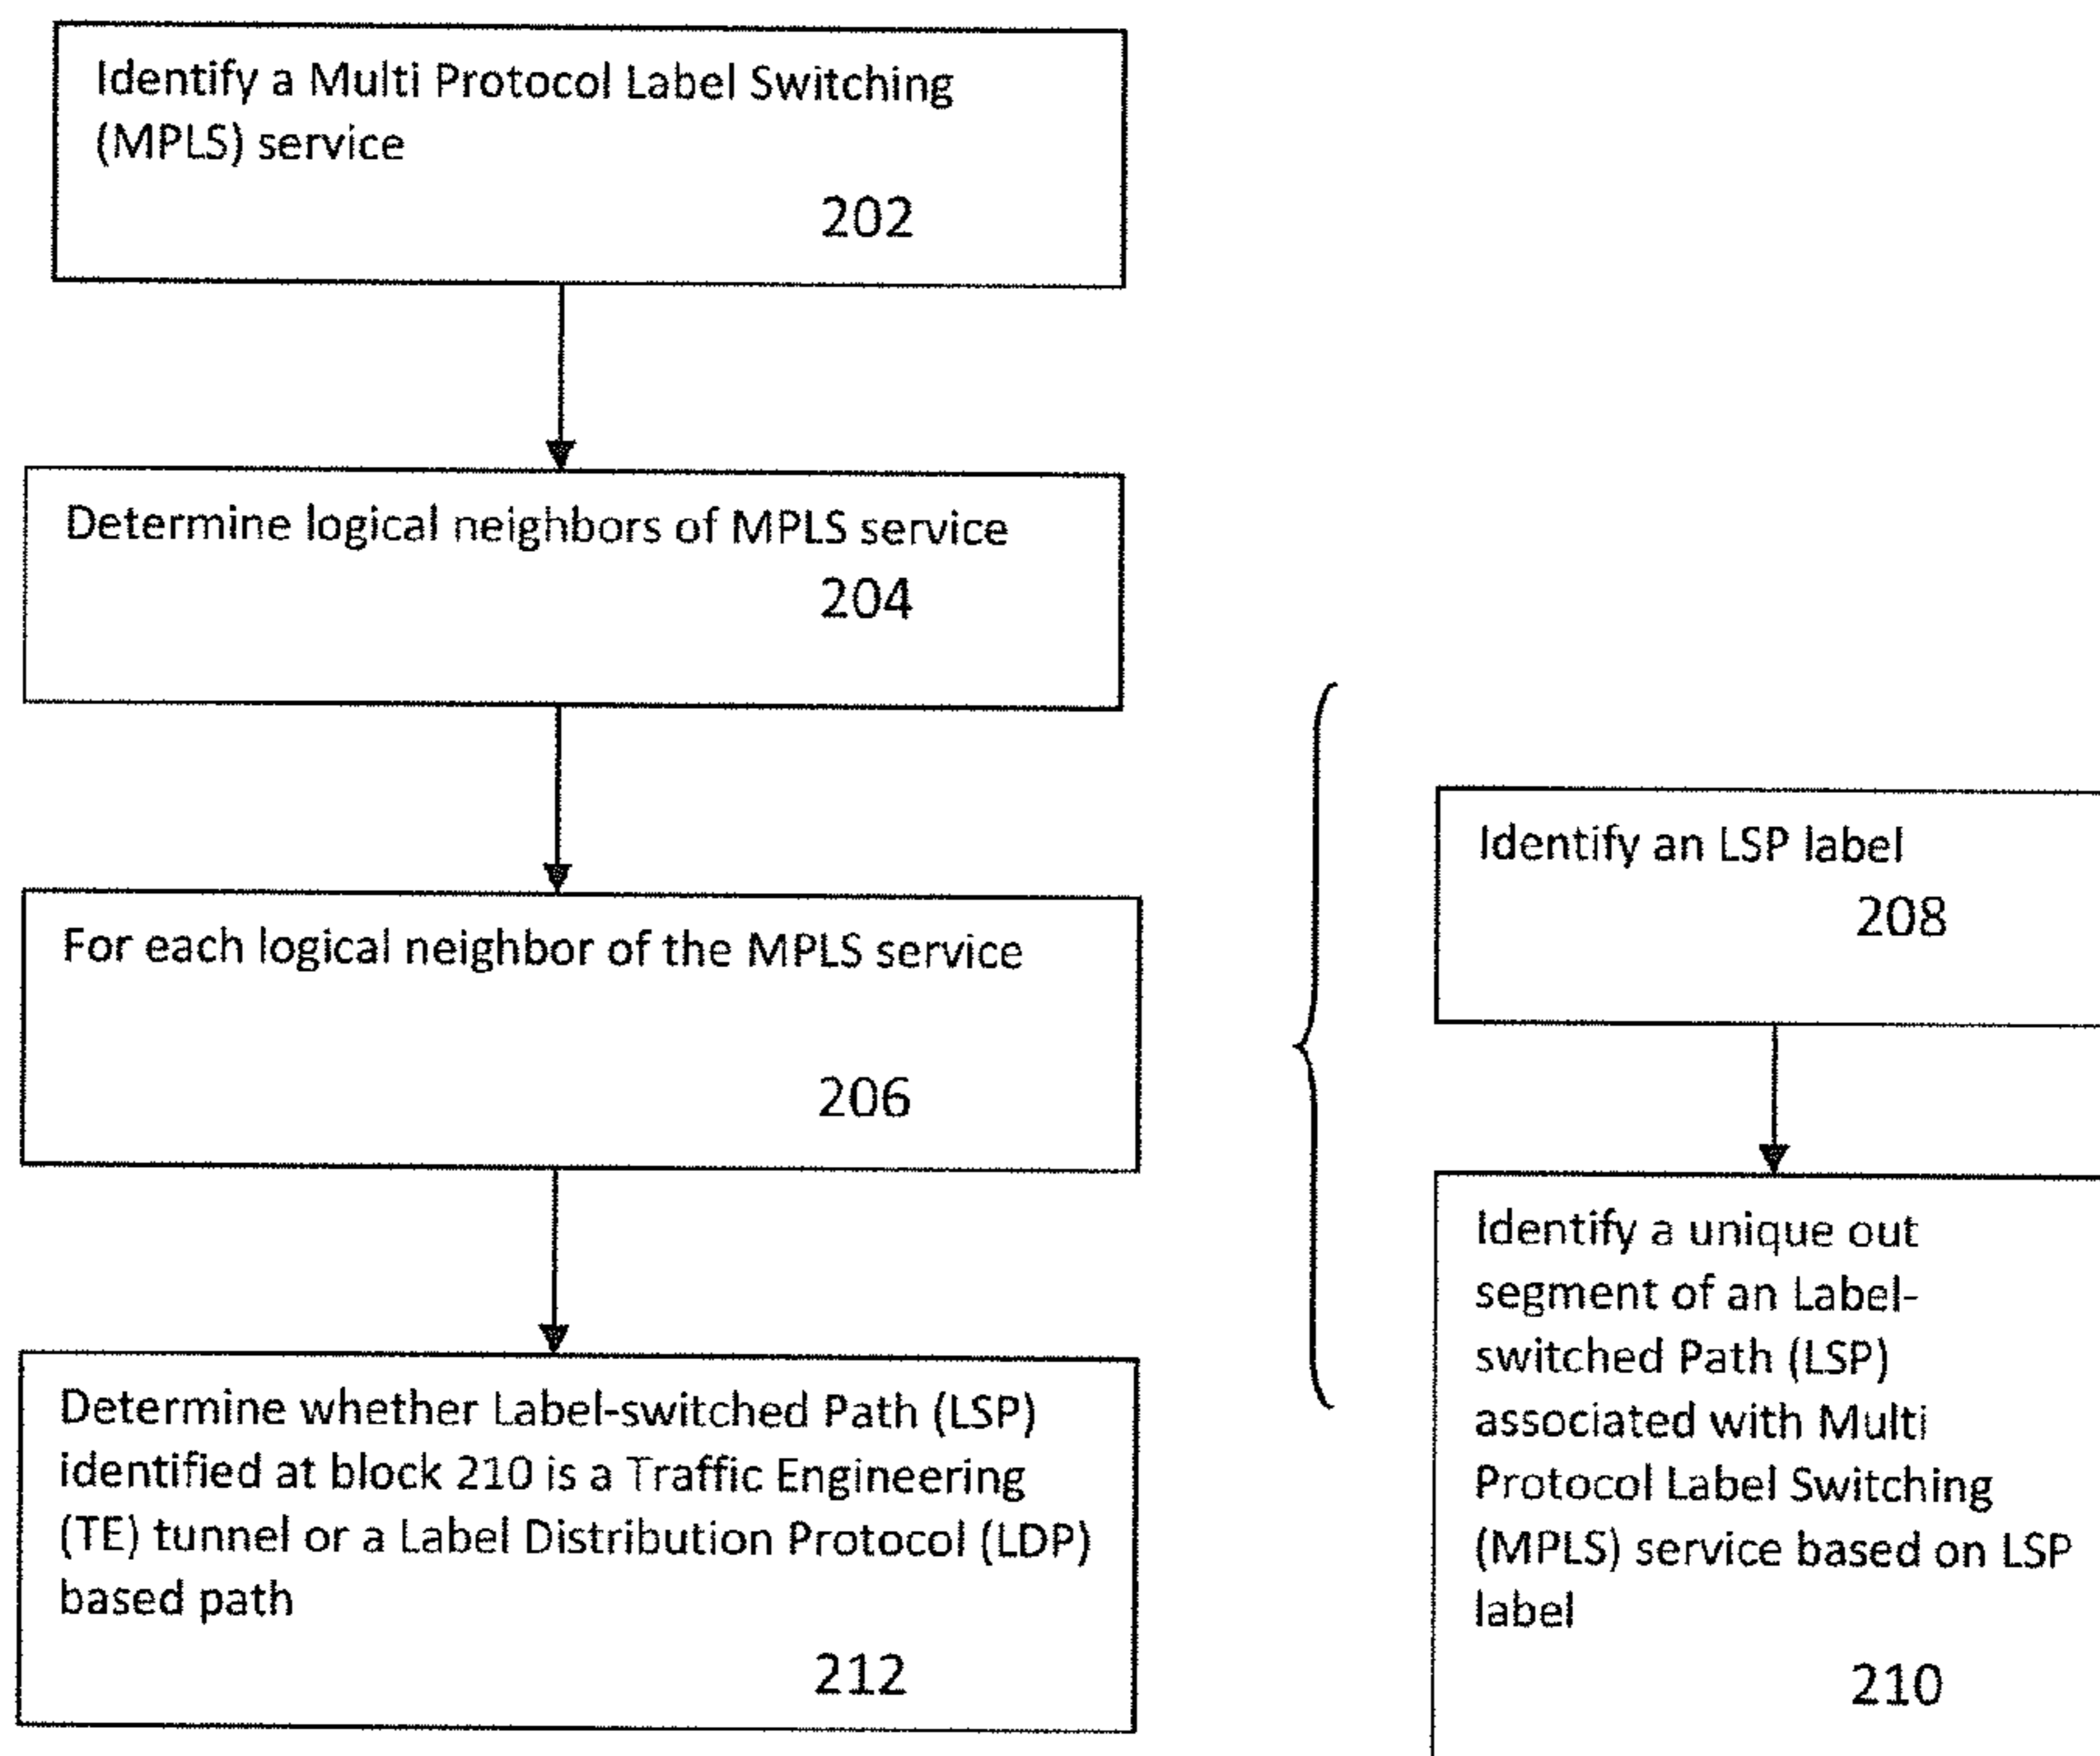 Identify a Multi Protocol Label Switching
(MPLS) service
202
Determine logical neighbors of MPLS service
204
For each logical neighbor of the MPLS service
206
Identify an LSP label
208
Identify a unique out
segment of an Label-
switched Path (LSP)
associated with Multi
Protocol Label Switching
(MPLS) service based on LSP
label
210
Determine whether Label-switched Path (LSP)
identified at block 210 is a Traffic Engineering
(TE) tunnel or a Label Distribution Protocol (LDP)
based path
212